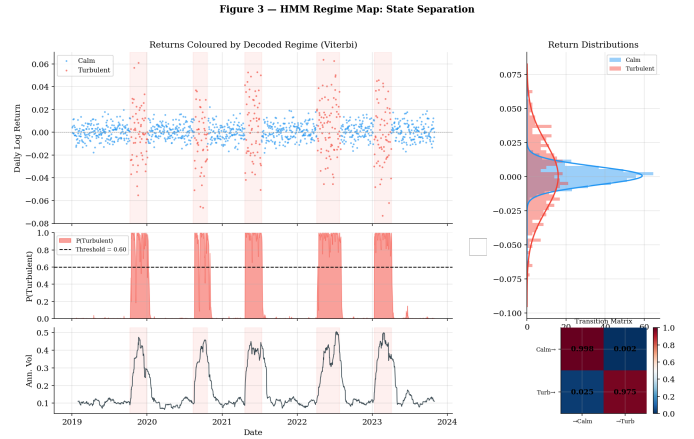 Figure 3 — HMM Regime Map: State Separation
Returns Coloured by Decoded Regime (Viterbi)
Calm
Turbulent
Daily Log Return
0.06
0.04
0.02
0.00
−0.02
−0.04
−0.06
−0.08
P(Turbulent)
Threshold = 0.60
P(Turbulent)
1.0
0.8
0.6
0.4
0.2
0.0
Ann. Vol
0.5
0.4
0.3
0.2
0.1
2019
2020
2021
2022
2023
2024
Date
Return Distributions
Calm
Turbulent
0.075
0.050
0.025
0.000
−0.025
−0.050
−0.075
−0.100
0
20
40
60
Transition Matrix
Calm→
0.998
0.002
Turb→
0.025
0.975
→Calm
→Turb
1.0
0.8
0.6
0.4
0.2
0.0